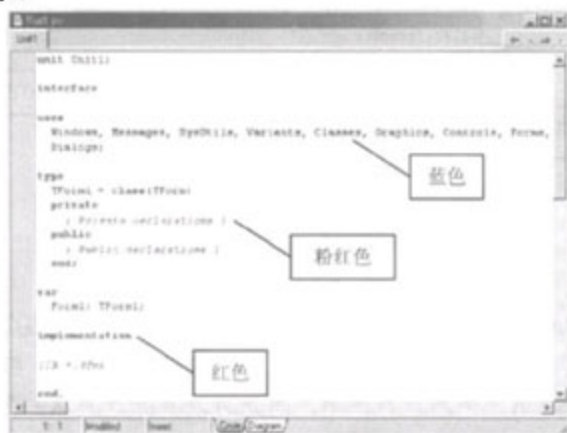 Unit1
unit Unit1;
interface
uses
Windows, Messages, SysUtils, Variants, Classes, Graphics, Controls, Forms,
Dialogs;
蓝色
type
TForm1 = class(TForm)
private
{ Private declarations }
粉红色
public
{ Public declarations }
end;
var
Form1: TForm1;
implementation
红色
end.
1: 1 Modified Insert Code Diagram